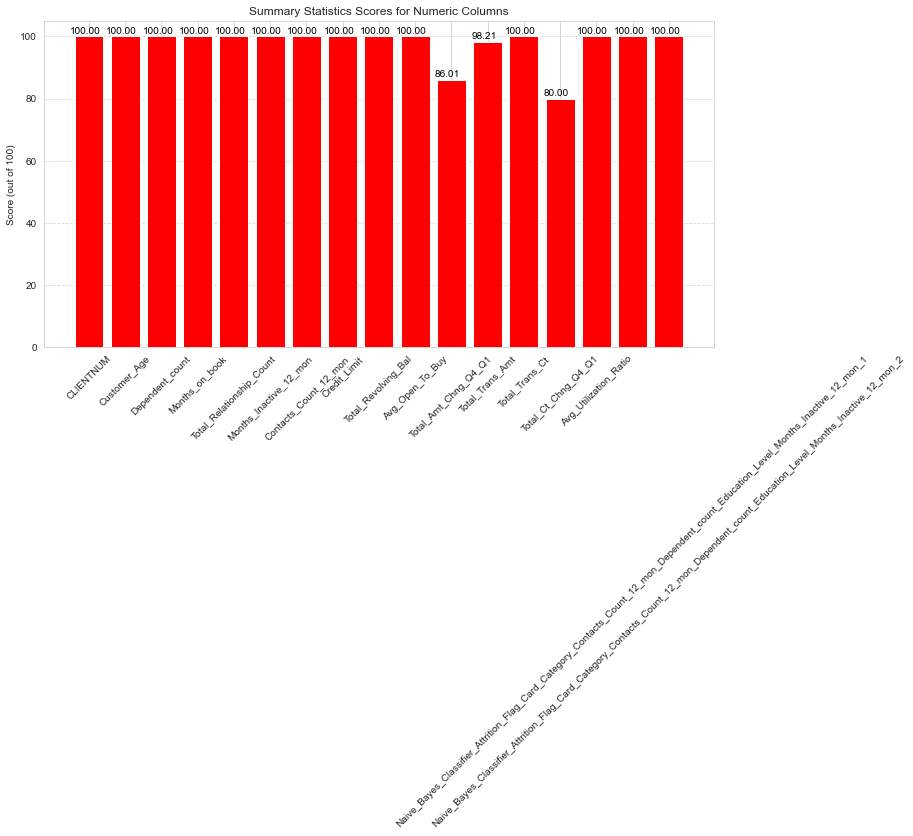 Summary Statistics Scores for Numeric Columns
Score (out of 100)
100
80
60
40
20
0
100.00
100.00
100.00
100.00
100.00
100.00
100.00
100.00
100.00
100.00
86.01
98.21
100.00
80.00
100.00
100.00
100.00
CLIENTNUM
Customer_Age
Dependent_count
Months_on_book
Total_Relationship_Count
Months_Inactive_12_mon
Contacts_Count_12_mon
Credit_Limit
Total_Revolving_Bal
Avg_Open_To_Buy
Total_Amt_Chng_Q4_Q1
Total_Trans_Amt
Total_Trans_Ct
Total_Ct_Chng_Q4_Q1
Avg_Utilization_Ratio
Naive_Bayes_Classifier_Attrition_Flag_Card_Category_Contacts_Count_12_mon_Dependent_count_Education_Level_Months_Inactive_12_mon_1
Naive_Bayes_Classifier_Attrition_Flag_Card_Category_Contacts_Count_12_mon_Dependent_count_Education_Level_Months_Inactive_12_mon_2